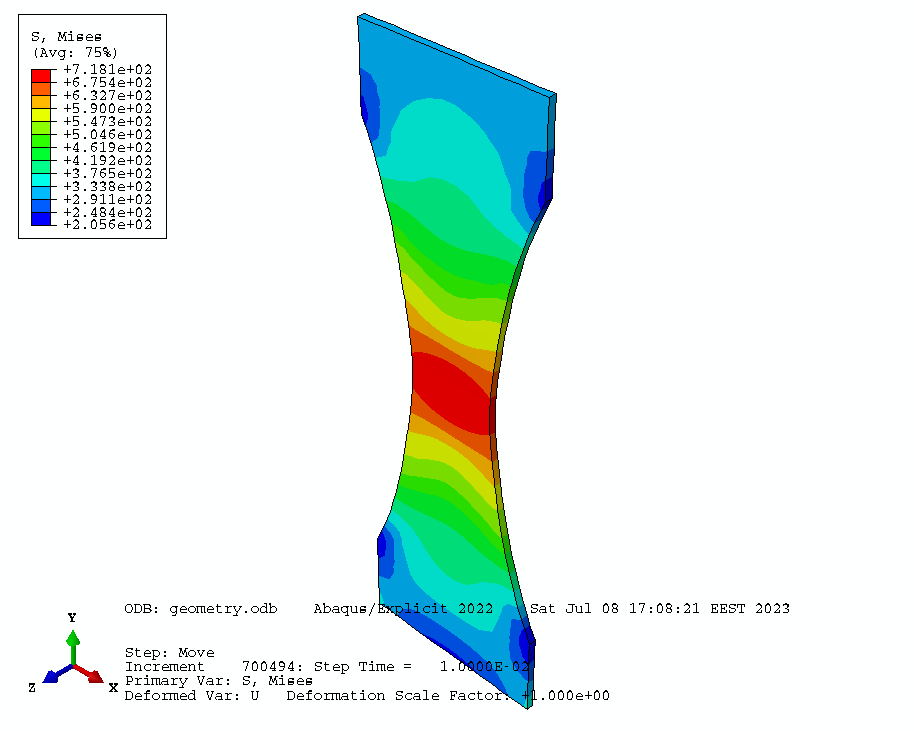 S, Mises
(Avg: 75%)
+7.181e+02
+6.754e+02
+6.327e+02
+5.900e+02
+5.473e+02
+5.046e+02
+4.619e+02
+4.192e+02
+3.765e+02
+3.338e+02
+2.911e+02
+2.484e+02
+2.056e+02
ODB: geometry.odb    Abaqus/Explicit 2022    Sat Jul 08 17:08:21 EEST 2023
Y
Z
X
Step: Move
Increment    700494: Step Time =    1.0000E-02
Primary Var: S, Mises
Deformed Var: U   Deformation Scale Factor: +1.000e+00